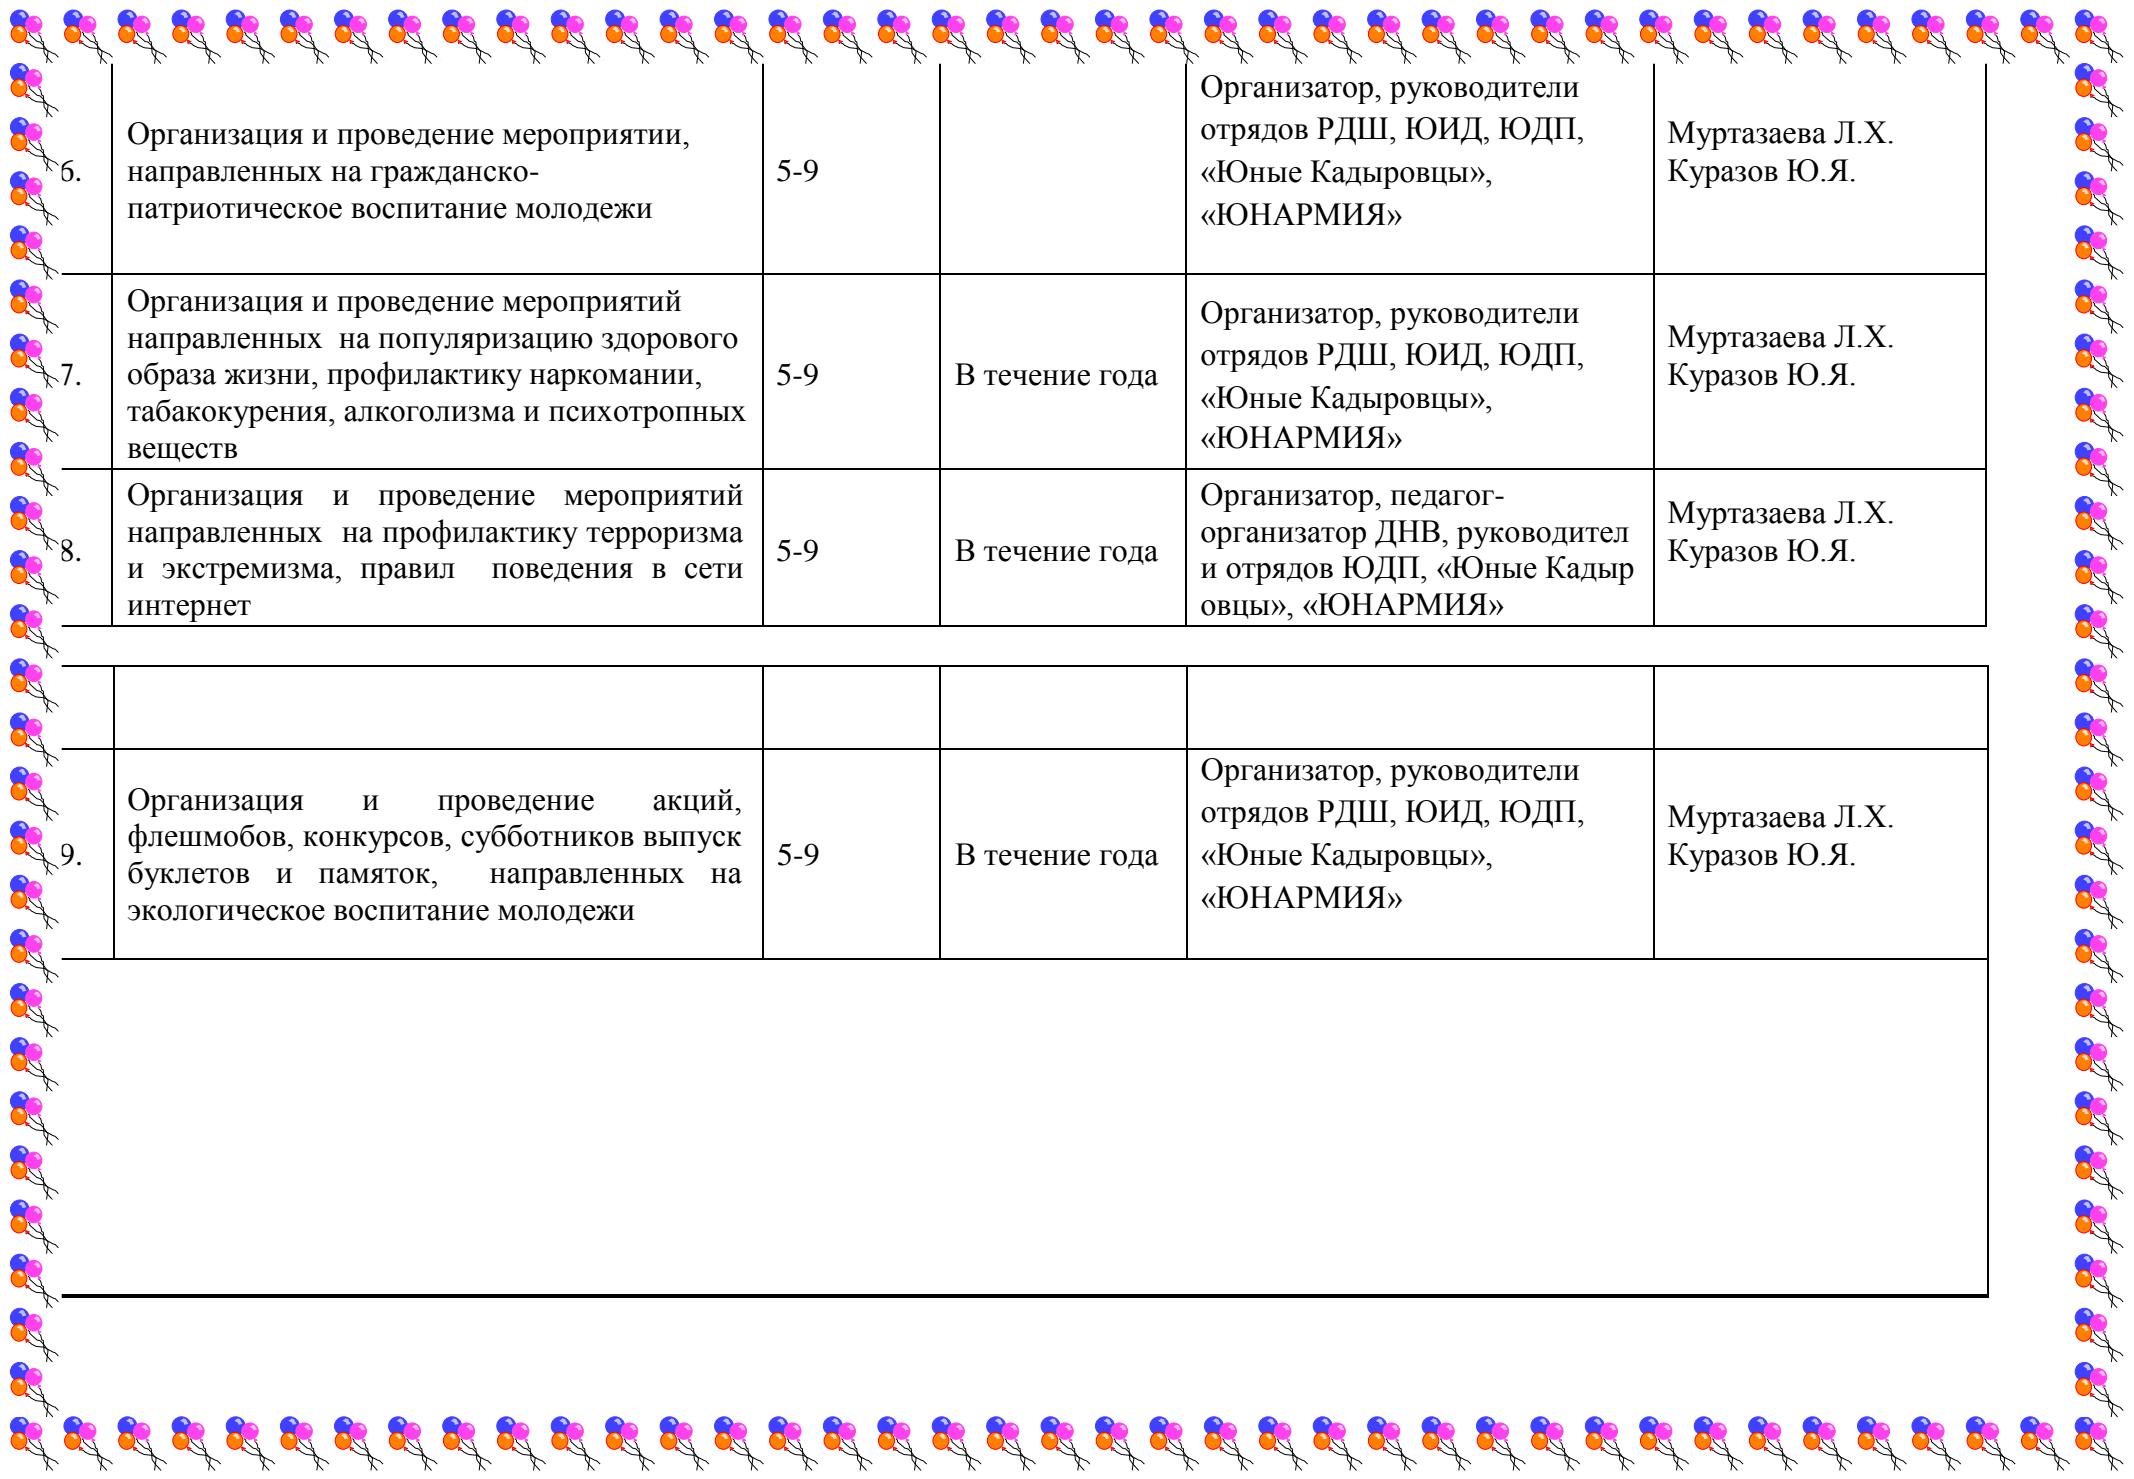 6.
Организация и проведение мероприятии,
направленных на гражданско-
патриотическое воспитание молодежи
5-9
Организатор, руководители
отрядов РДШ, ЮИД, ЮДП,
«Юные Кадыровцы»,
«ЮНАРМИЯ»
Муртазаева Л.Х.
Куразов Ю.Я.
7.
Организация и проведение мероприятий
направленных на популяризацию здорового
образа жизни, профилактику наркомании,
табакокурения, алкоголизма и психотропных
веществ
5-9
В течение года
Организатор, руководители
отрядов РДШ, ЮИД, ЮДП,
«Юные Кадыровцы»,
«ЮНАРМИЯ»
Муртазаева Л.Х.
Куразов Ю.Я.
8.
Организация и проведение мероприятий
направленных на профилактику терроризма
и экстремизма, правил поведения в сети
интернет
5-9
В течение года
Организатор, педагог-
организатор ДНВ, руководител
и отрядов ЮДП, «Юные Кадыр
овцы», «ЮНАРМИЯ»
Муртазаева Л.Х.
Куразов Ю.Я.
9.
Организация и проведение акций,
флешмобов, конкурсов, субботников выпуск
буклетов и памяток, направленных на
экологическое воспитание молодежи
5-9
В течение года
Организатор, руководители
отрядов РДШ, ЮИД, ЮДП,
«Юные Кадыровцы»,
«ЮНАРМИЯ»
Муртазаева Л.Х.
Куразов Ю.Я.